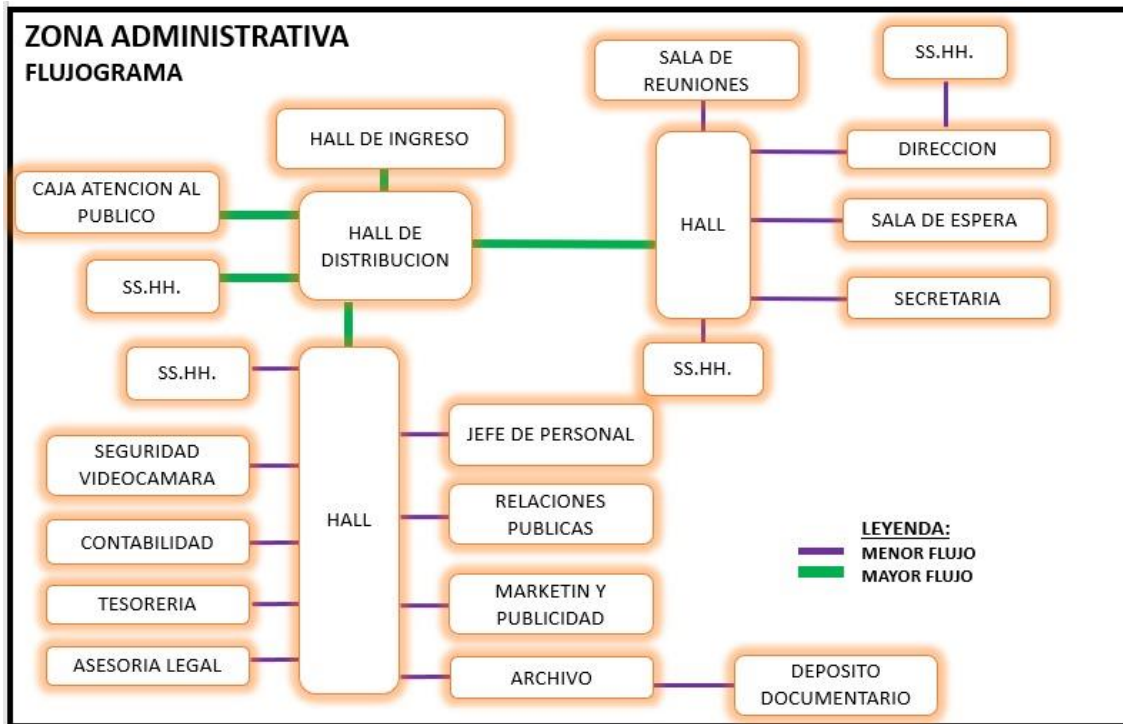 ZONA ADMINISTRATIVA
FLUJOGRAMA
SALA DE
REUNIONES
SS.HH.
HALL DE INGRESO
DIRECCION
CAJA ATENCION AL
PUBLICO
HALL DE
DISTRIBUCION
HALL
SALA DE ESPERA
SS.HH.
SECRETARIA
SS.HH.
SS.HH.
JEFE DE PERSONAL
SEGURIDAD
VIDEOCAMARA
RELACIONES
PUBLICAS
HALL
CONTABILIDAD
LEYENDA:
MENOR FLUJO
MAYOR FLUJO
TESORERIA
MARKETIN Y
PUBLICIDAD
ASESORIA LEGAL
ARCHIVO
DEPOSITO
DOCUMENTARIO